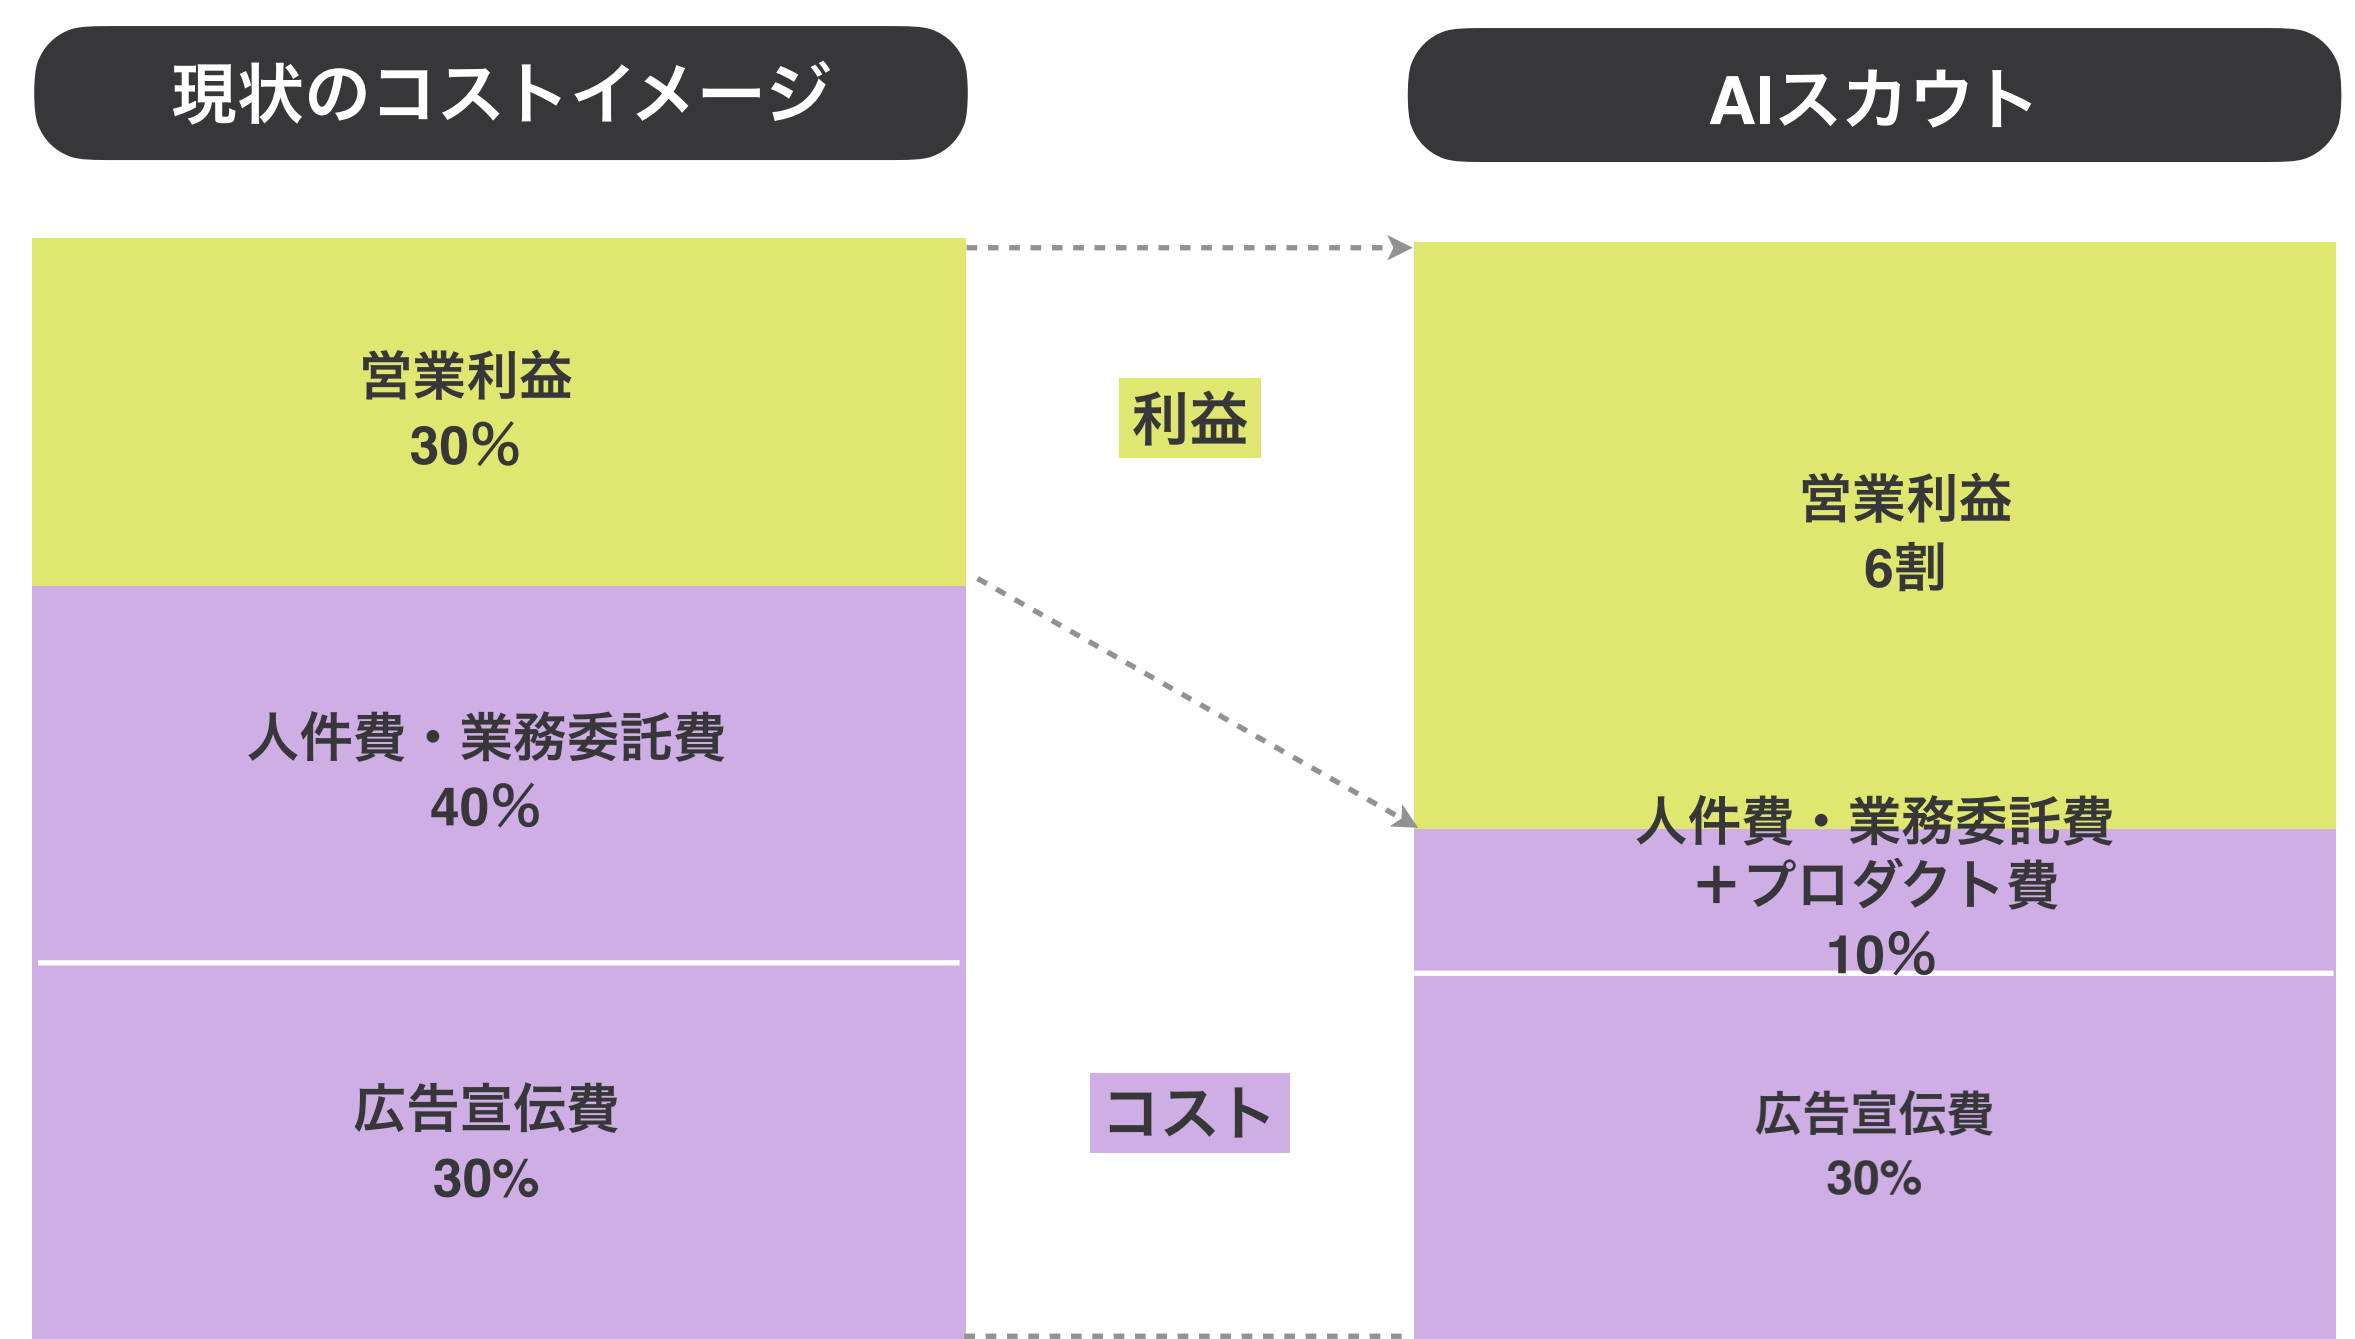 現状のコストイメージ
AIスカウト
営業利益
30％
利益
営業利益
6割
人件費・業務委託費
40％
人件費・業務委託費
＋プロダクト費
10％
広告宣伝費
30%
コスト
広告宣伝費
30%